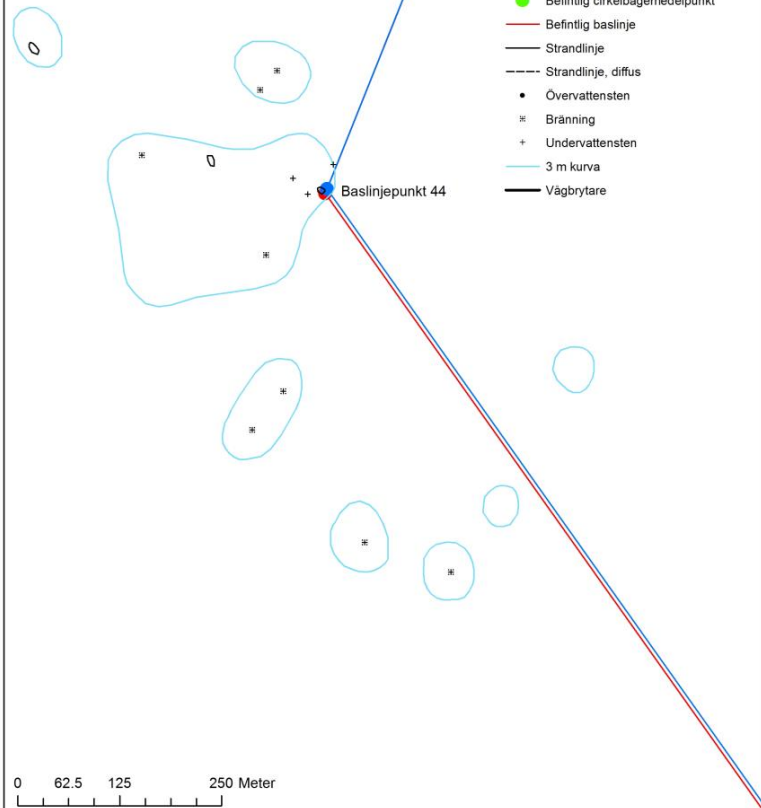 Befintlig cirkelbågemedelpunkt
Befintlig baslinje
Strandlinje
Strandlinje, diffus
Övervattensten
Bränning
Undervattensten
3 m kurva
Vågbrytare
Baslinjepunkt 44
0 62.5 125 250 Meter